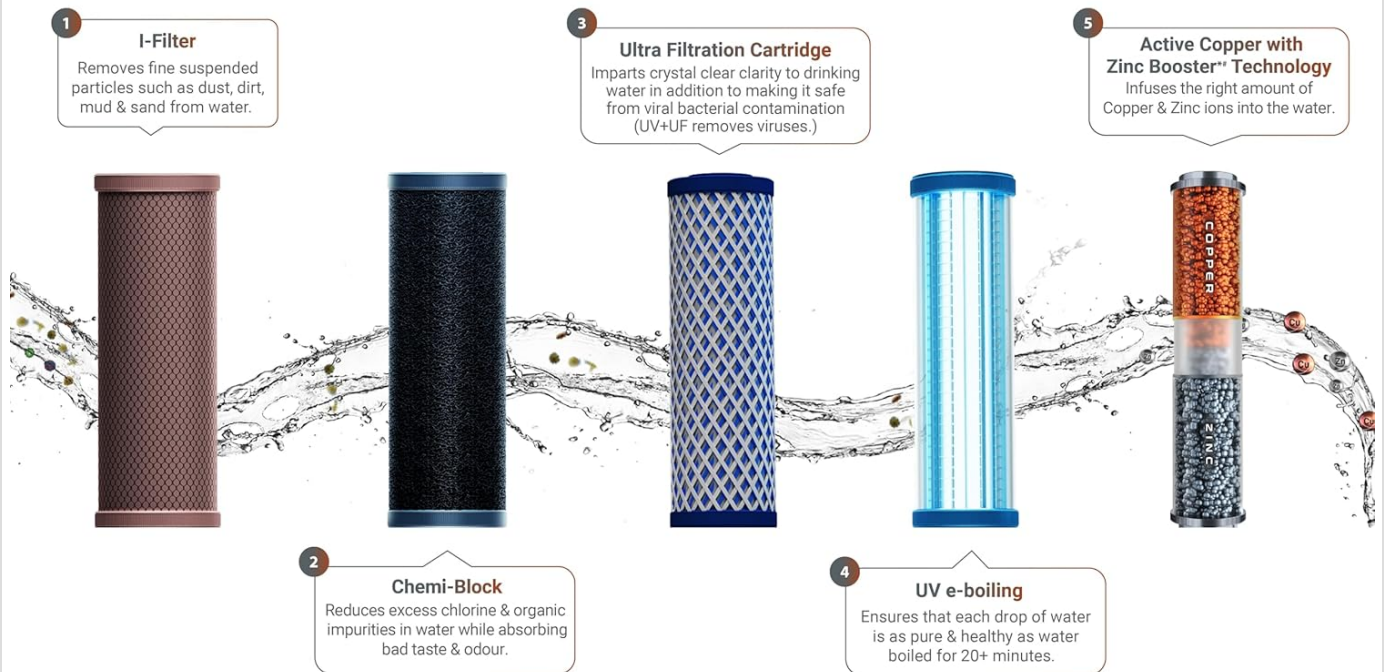 1
I-Filter
Removes fine suspended
particles such as dust, dirt,
mud & sand from water.
2
Chemi-Block
Reduces excess chlorine & organic
impurities in water while absorbing
bad taste & odour.
3
Ultra Filtration Cartridge
Imparts crystal clear clarity to drinking
water in addition to making it safe
from viral bacterial contamination
(UV+UF removes viruses.)
4
UV e-boiling
Ensures that each drop of water
is as pure & healthy as water
boiled for 20+ minutes.
5
Active Copper with
Zinc Booster Technology
Infuses the right amount of
Copper & Zinc ions into the water.
COPPER
ZINC
Cu
Cu
Zn